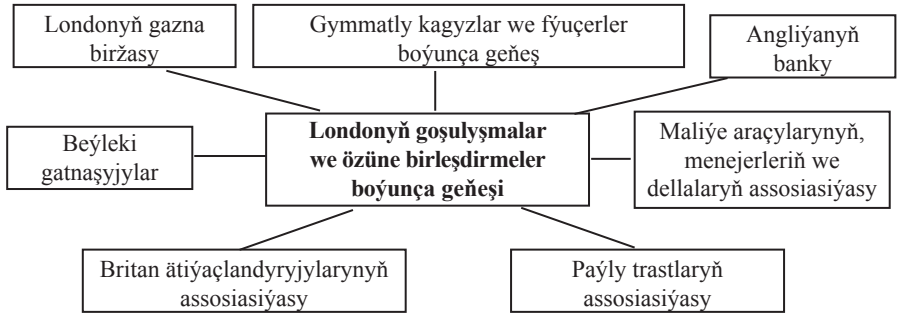 Londonyň gazna
biržasy
Gymmatly kagyzlar we fýuçerler
boýunça geňeş
Angliýanyň
banky
Beýleki
gatnaşyjylar
Londonyň goşulyşmalar
we özüne birleşdirmeler
boýunça geňeşi
Maliýe araçylarynyň,
menejerleriň we
dellalaryň assosiasiýasy
Britan ätiýaçlandyryjylarynyň
assosiasiýasy
Paýly trastlaryň
assosiasiýasy